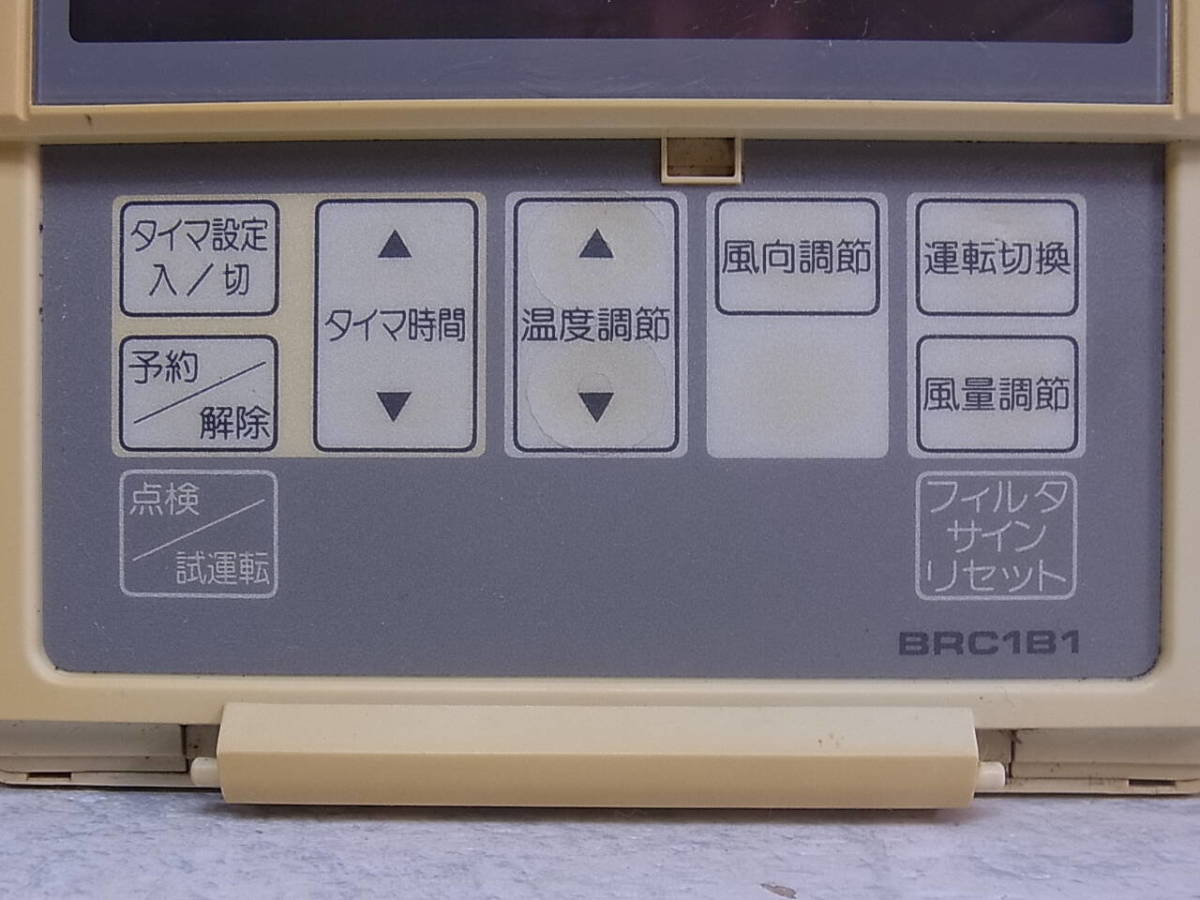 タイマ設定
入／切
予約／解除
▲
タイマ時間
▼
▲
温度調節
▼
風向調節
運転切換
風量調節
点検／試運転
フィルタ
サイン
リセット
BRC1B1